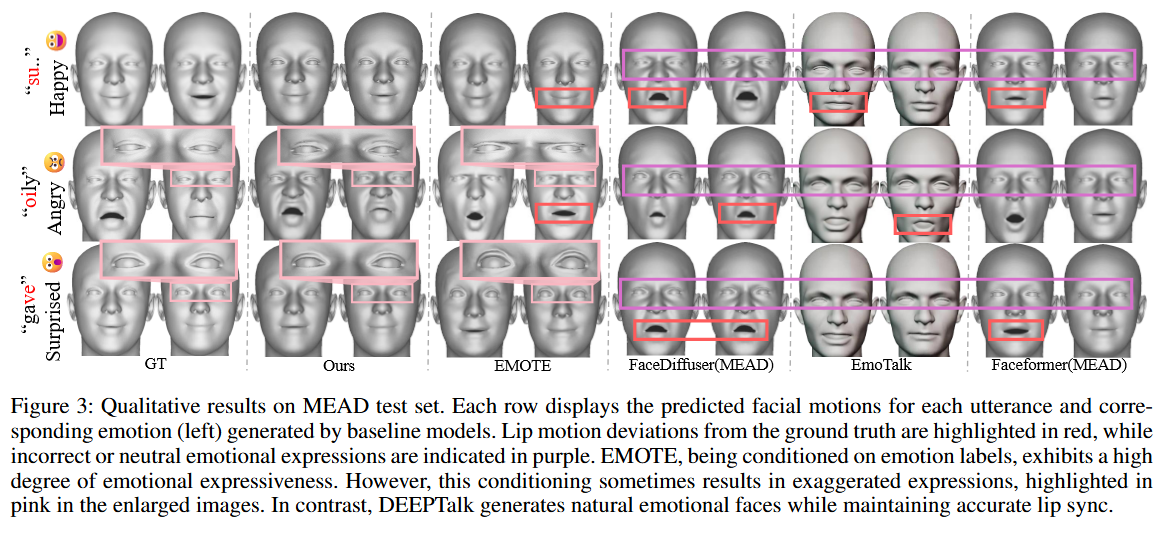 "su.."
Happy
"oily"
Angry
"gave"
Surprised
GT
Ours
EMOTE
FaceDiffuser(MEAD)
EmoTalk
Faceformer(MEAD)
Figure 3: Qualitative results on MEAD test set. Each row displays the predicted facial motions for each utterance and corre-
sponding emotion (left) generated by baseline models. Lip motion deviations from the ground truth are highlighted in red, while
incorrect or neutral emotional expressions are indicated in purple. EMOTE, being conditioned on emotion labels, exhibits a high
degree of emotional expressiveness. However, this conditioning sometimes results in exaggerated expressions, highlighted in
pink in the enlarged images. In contrast, DEEPTalk generates natural emotional faces while maintaining accurate lip sync.